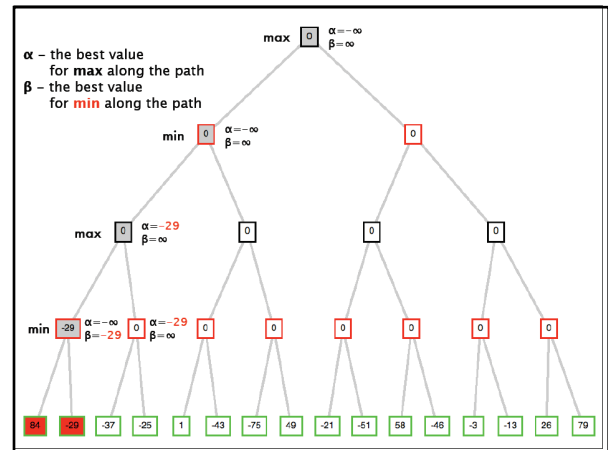 max 0 α=-∞
β=∞
α – the best value
for max along the path
β – the best value
for min along the path
min 0 α=-∞
β=∞
0
max 0 α=-29
β=∞
0 0 0
min -29 α=-∞
β=-29
0 α=-29
β=∞
0 0 0 0 0 0
84 -29 -37 -25 1 -43 -75 49 -21 -51 58 -46 -3 -13 26 79